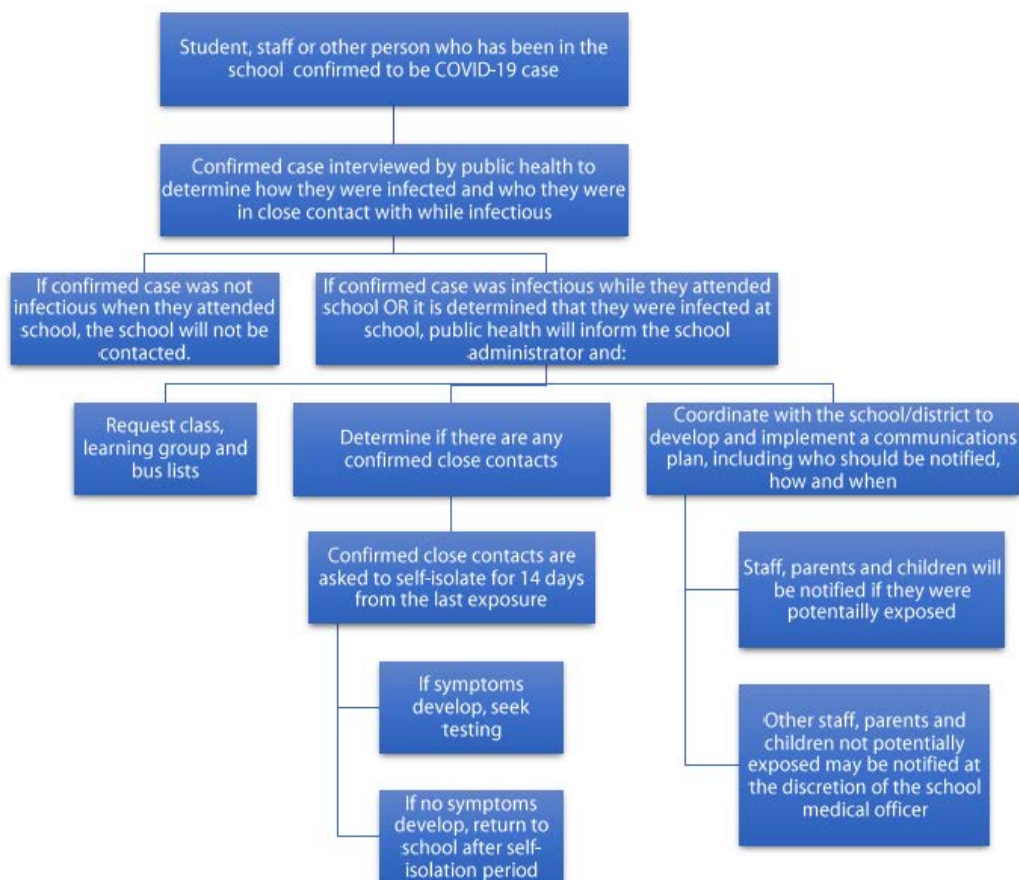 Student, staff or other person who has been in the
school confirmed to be COVID-19 case
Confirmed case interviewed by public health to
determine how they were infected and who they were
in close contact with while infectious
If confirmed case was not
infectious when they attended
school, the school will not be
contacted.
If confirmed case was infectious while they attended
school OR it is determined that they were infected at
school, public health will inform the school
administrator and:
Request class,
learning group and
bus lists
Determine if there are any
confirmed close contacts
Coordinate with the school/district to
develop and implement a communications
plan, including who should be notified,
how and when
Confirmed close contacts are
asked to self-isolate for 14 days
from the last exposure
Staff, parents and children will
be notified if they were
potentailly exposed
If symptoms
develop, seek
testing
Other staff, parents and
children not potentially
exposed may be notified at
the discretion of the school
medical officer
If no symptoms
develop, return to
school after self-
isolation period